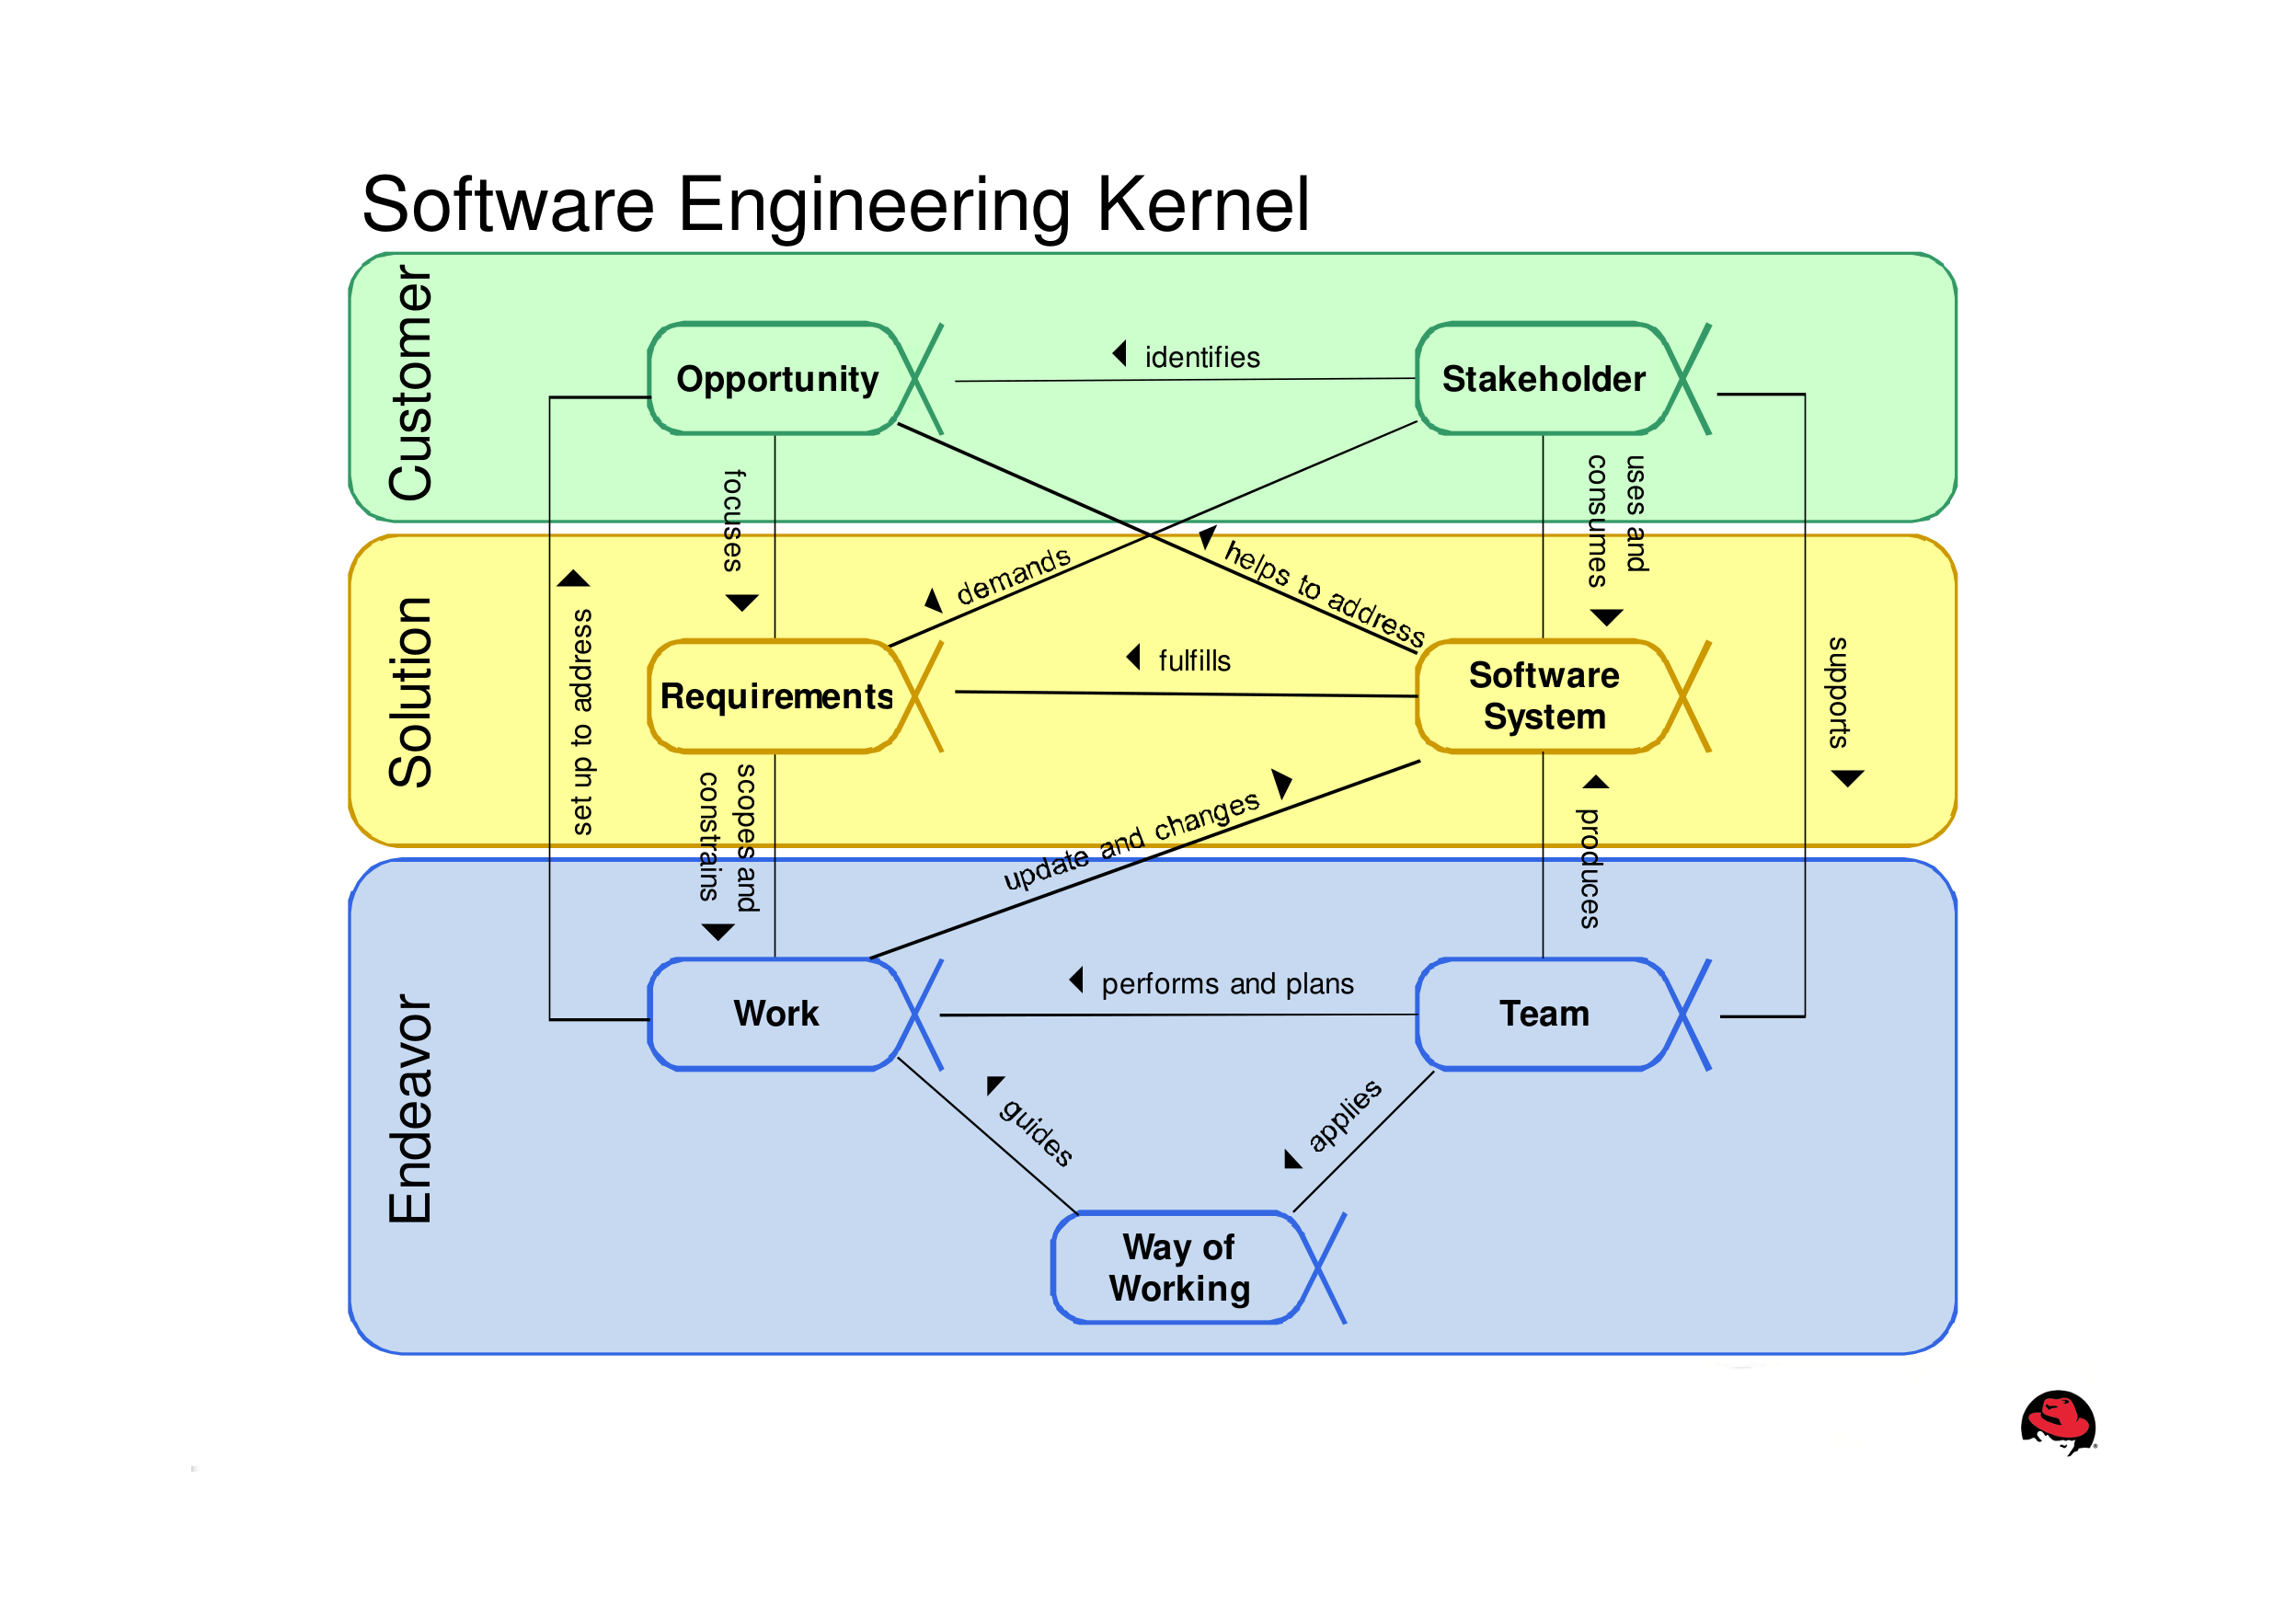 Software Engineering Kernel
Customer
Opportunity
identifies
Stakeholder
focuses
uses and
consumes
demands
helps to address
Solution
set up to address
Requirements
fulfills
Software
System
supports
scopes and
constrains
update and changes
produces
Endeavor
Work
performs and plans
Team
guides
applies
Way of
Working